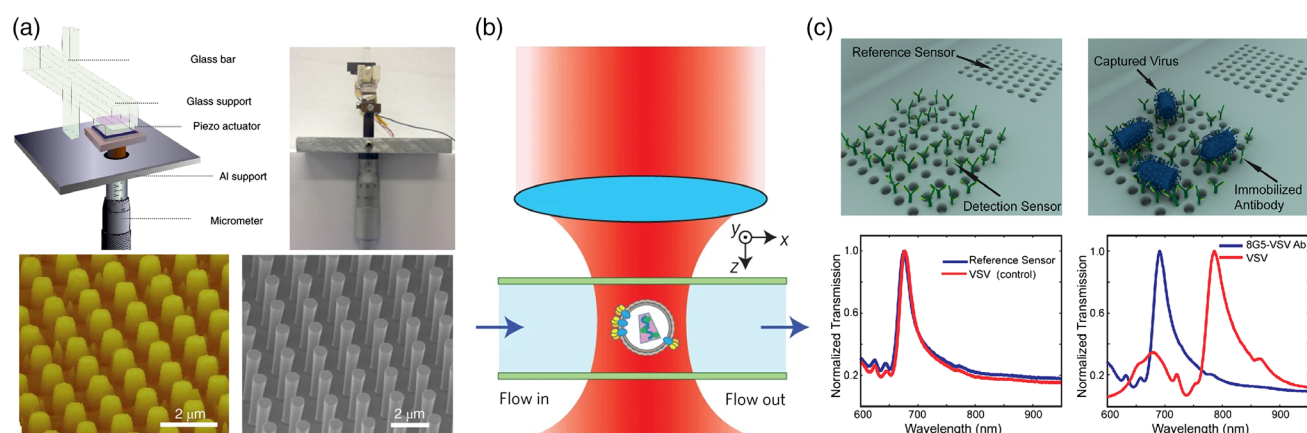 (a)
Glass bar
Glass support
Piezo actuator
Al support
Micrometer
2 μm
2 μm
(b)
y
x
z
Flow in
Flow out
(c)
Reference Sensor
Detection Sensor
Captured Virus
Immobilized
Antibody
Normalized Transmission
1.0
0.6
0.2
Reference Sensor
VSV (control)
600
700
800
900
Wavelength (nm)
Normalized Transmission
1.0
0.6
0.2
8G5-VSV Ab
VSV
600
700
800
900
Wavelength (nm)